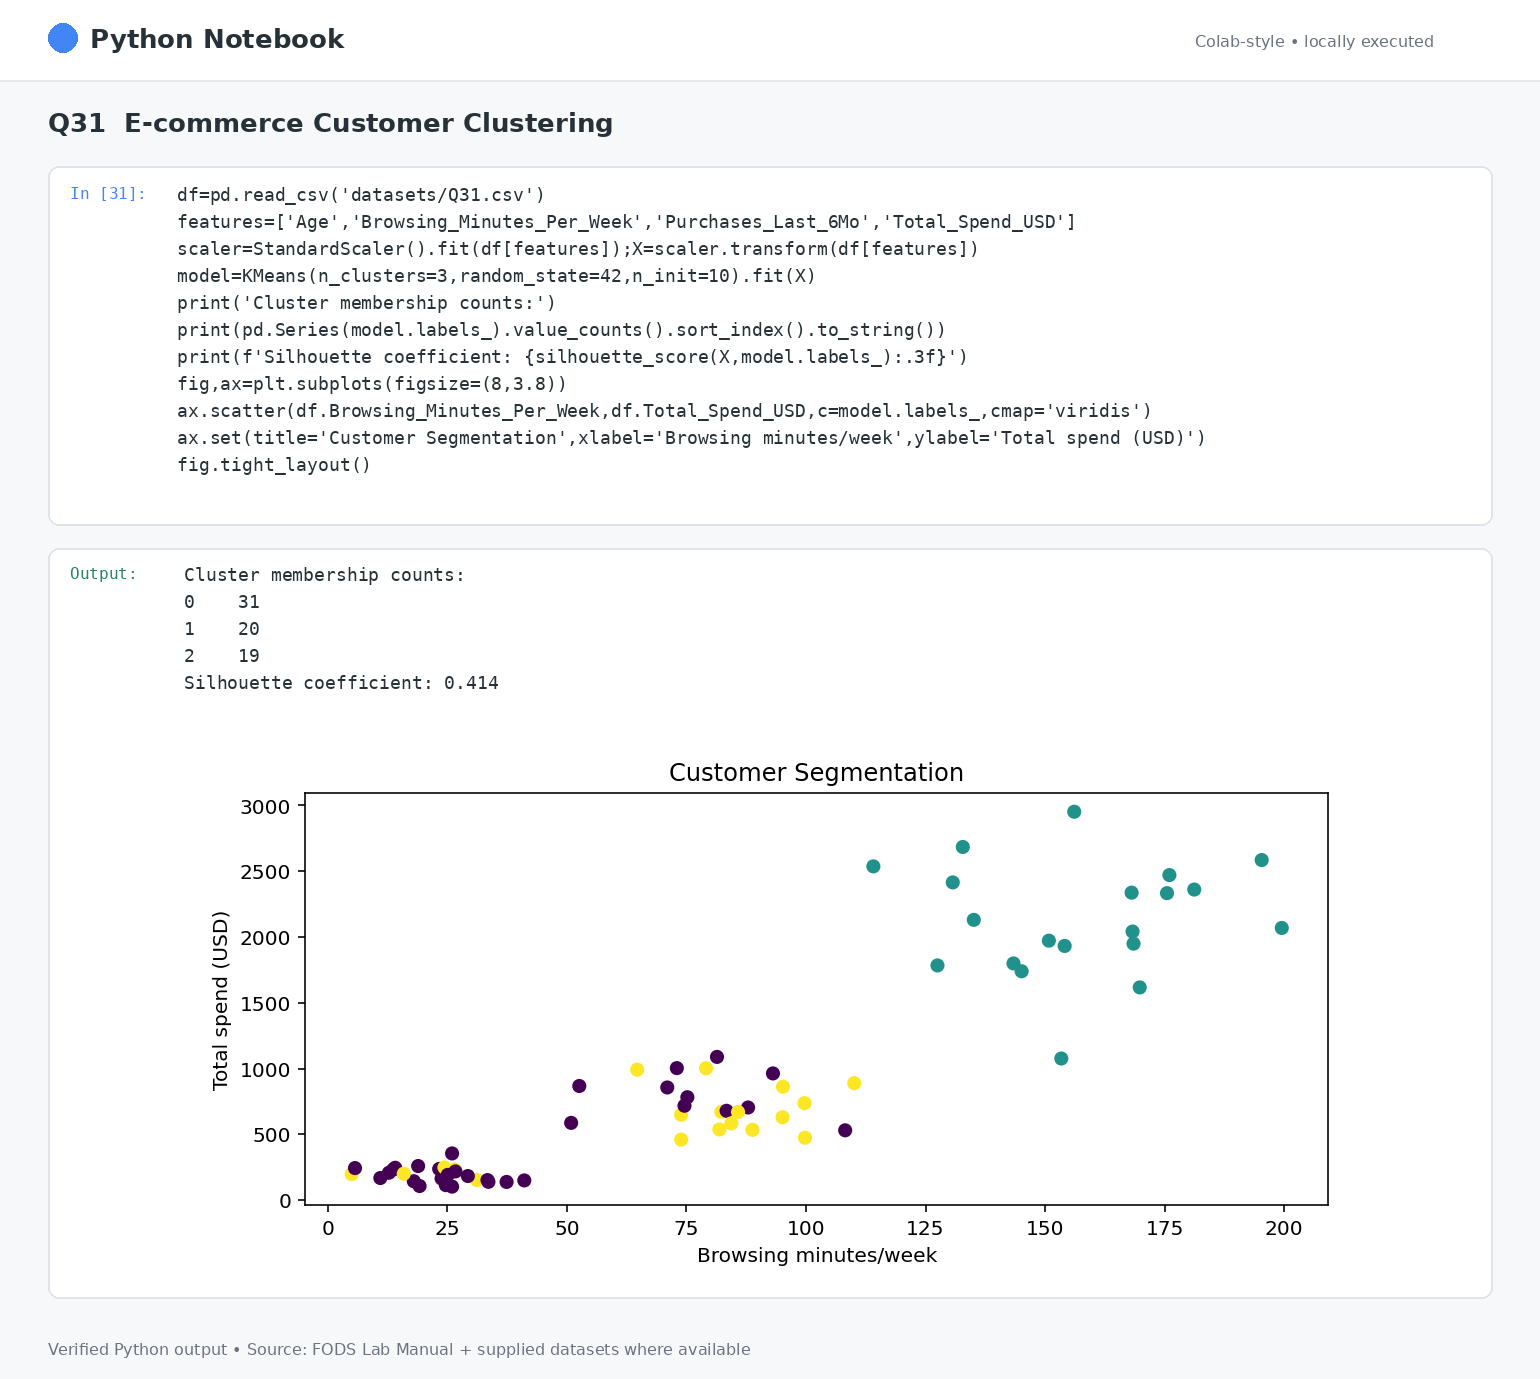 Python Notebook
Colab-style • locally executed
Q31  E-commerce Customer Clustering
In [31]:
df=pd.read_csv('datasets/Q31.csv')
features=['Age','Browsing_Minutes_Per_Week','Purchases_Last_6Mo','Total_Spend_USD']
scaler=StandardScaler().fit(df[features]);X=scaler.transform(df[features])
model=KMeans(n_clusters=3,random_state=42,n_init=10).fit(X)
print('Cluster membership counts:')
print(pd.Series(model.labels_).value_counts().sort_index().to_string())
print(f'Silhouette coefficient: {silhouette_score(X,model.labels_):.3f}')
fig,ax=plt.subplots(figsize=(8,3.8))
ax.scatter(df.Browsing_Minutes_Per_Week,df.Total_Spend_USD,c=model.labels_,cmap='viridis')
ax.set(title='Customer Segmentation',xlabel='Browsing minutes/week',ylabel='Total spend (USD)')
fig.tight_layout()
Output:
Cluster membership counts:
0    31
1    20
2    19
Silhouette coefficient: 0.414
Customer Segmentation
Total spend (USD)
3000
2500
2000
1500
1000
500
0
0 25 50 75 100 125 150 175 200
Browsing minutes/week
Verified Python output • Source: FODS Lab Manual + supplied datasets where available